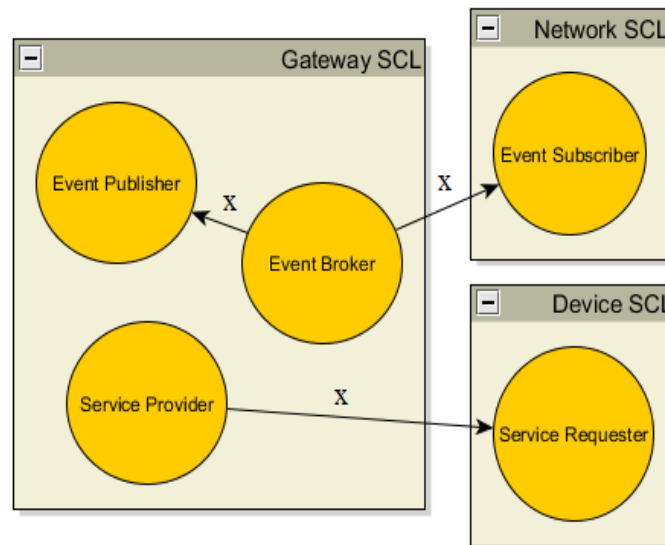 Gateway SCL
Event Publisher
x
Event Broker
x
Service Provider
x
Network SCL
Event Subscriber
Device SCL
Service Requester